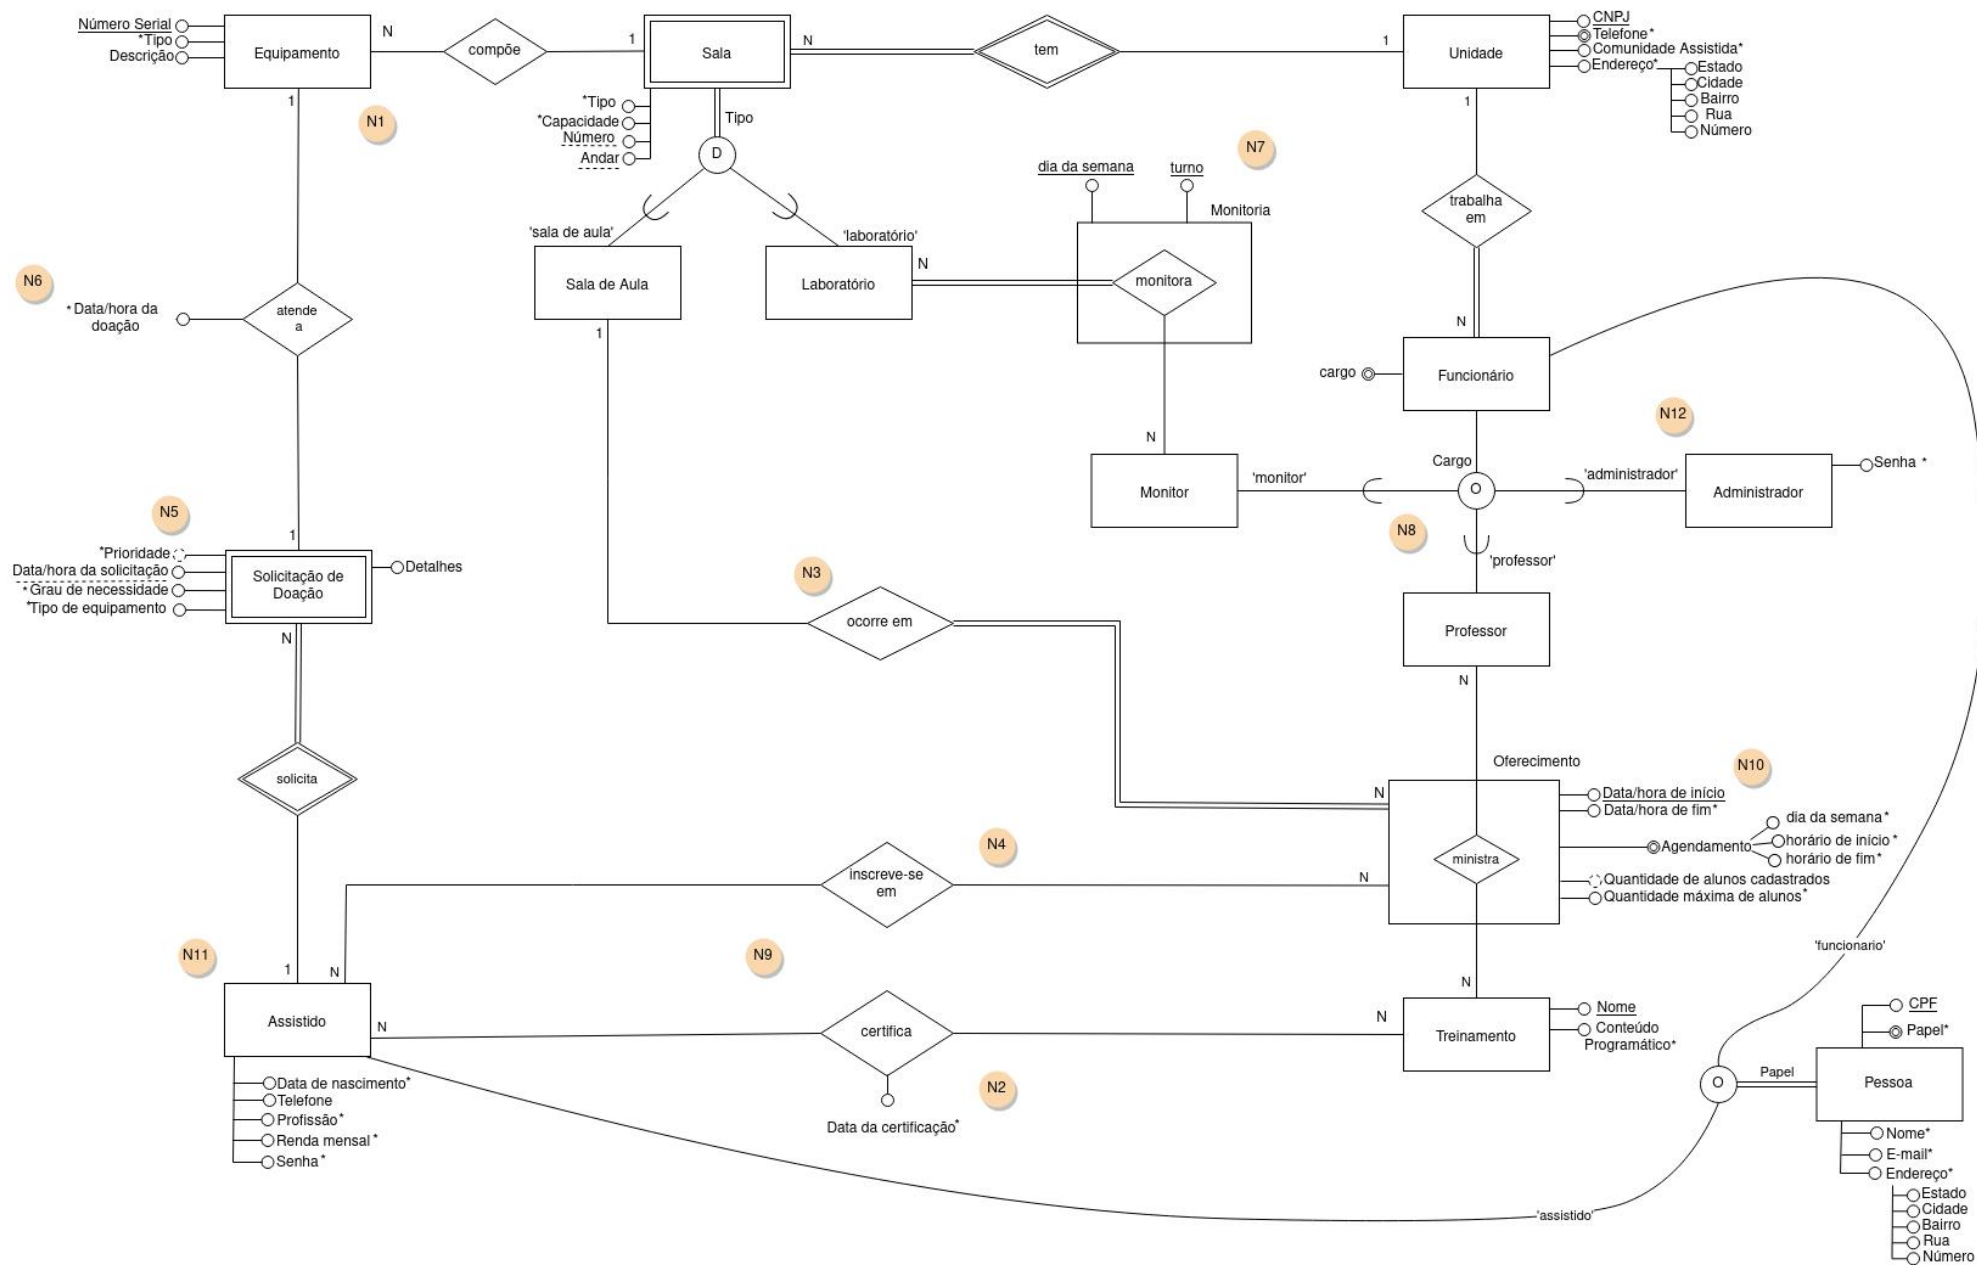 Número Serial
*Tipo
Descrição
Equipamento
N
compõe
1
Sala
N
tem
1
Unidade
CNPJ
Telefone*
Comunidade Assistida*
Endereço*
Estado
Cidade
Bairro
Rua
Número
1
N1
*Tipo
*Capacidade
Número
Andar
Tipo
D
1
N7
dia da semana
turno
Monitoria
trabalha
em
'sala de aula'
'laboratório'
Sala de Aula
Laboratório
N
monitora
N6
*Data/hora da
doação
atende
a
1
N
cargo
Funcionário
N12
N
Cargo
Monitor
'monitor'
O
'administrador'
Administrador
Senha *
N5
1
N8
*Prioridade
Data/hora da solicitação
*Grau de necessidade
*Tipo de equipamento
Solicitação de
Doação
Detalhes
N3
'professor'
N
ocorre em
Professor
N
solicita
Oferecimento
N10
N
Data/hora de início
Data/hora de fim*
Agendamento
dia da semana*
horário de início*
horário de fim*
Quantidade de alunos cadastrados
Quantidade máxima de alunos*
ministra
N4
inscreve-se
em
N
N11
1
N
N9
'funcionario'
N
Assistido
N
certifica
N
Treinamento
Nome
Conteúdo
Programático*
CPF
Papel*
N2
Data da certificação*
Data de nascimento*
Telefone
Profissão*
Renda mensal*
Senha*
O
Papel
Pessoa
Nome*
E-mail*
Endereço*
Estado
Cidade
Bairro
Rua
Número
'assistido'